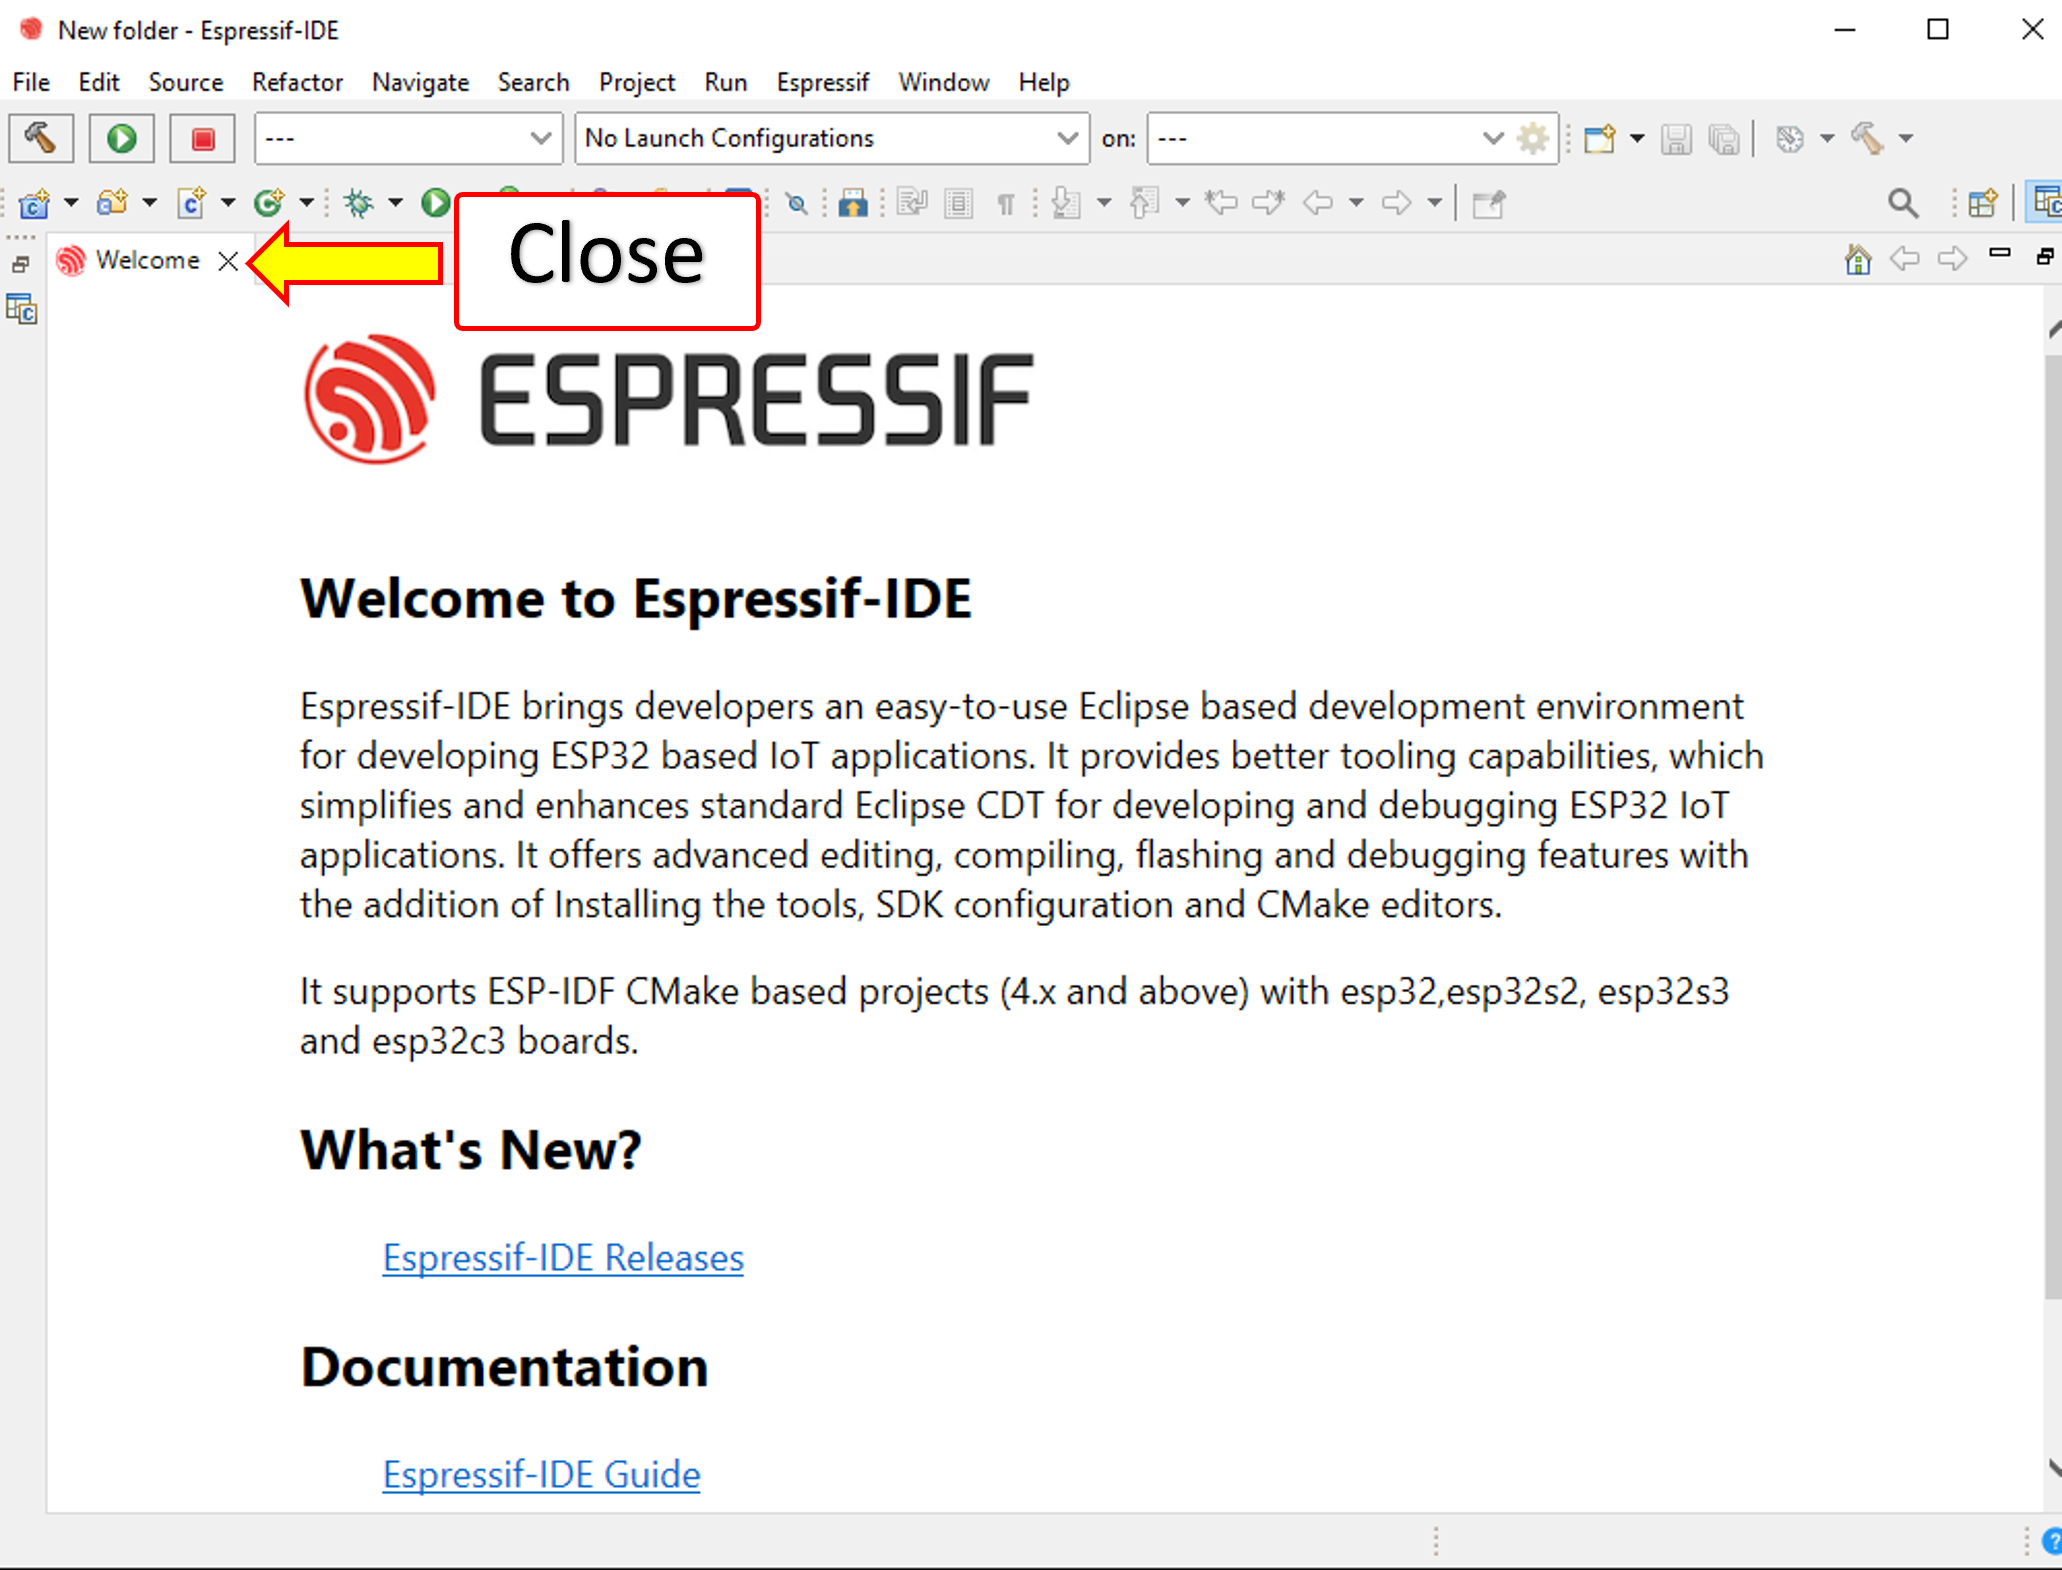 New folder - Espressif-IDE
File Edit Source Refactor Navigate Search Project Run Espressif Window Help
--- No Launch Configurations on: ---
Welcome
Close
ESPRESSIF
Welcome to Espressif-IDE
Espressif-IDE brings developers an easy-to-use Eclipse based development environment
for developing ESP32 based IoT applications. It provides better tooling capabilities, which
simplifies and enhances standard Eclipse CDT for developing and debugging ESP32 IoT
applications. It offers advanced editing, compiling, flashing and debugging features with
the addition of Installing the tools, SDK configuration and CMake editors.
It supports ESP-IDF CMake based projects (4.x and above) with esp32,esp32s2, esp32s3
and esp32c3 boards.
What's New?
Espressif-IDE Releases
Documentation
Espressif-IDE Guide